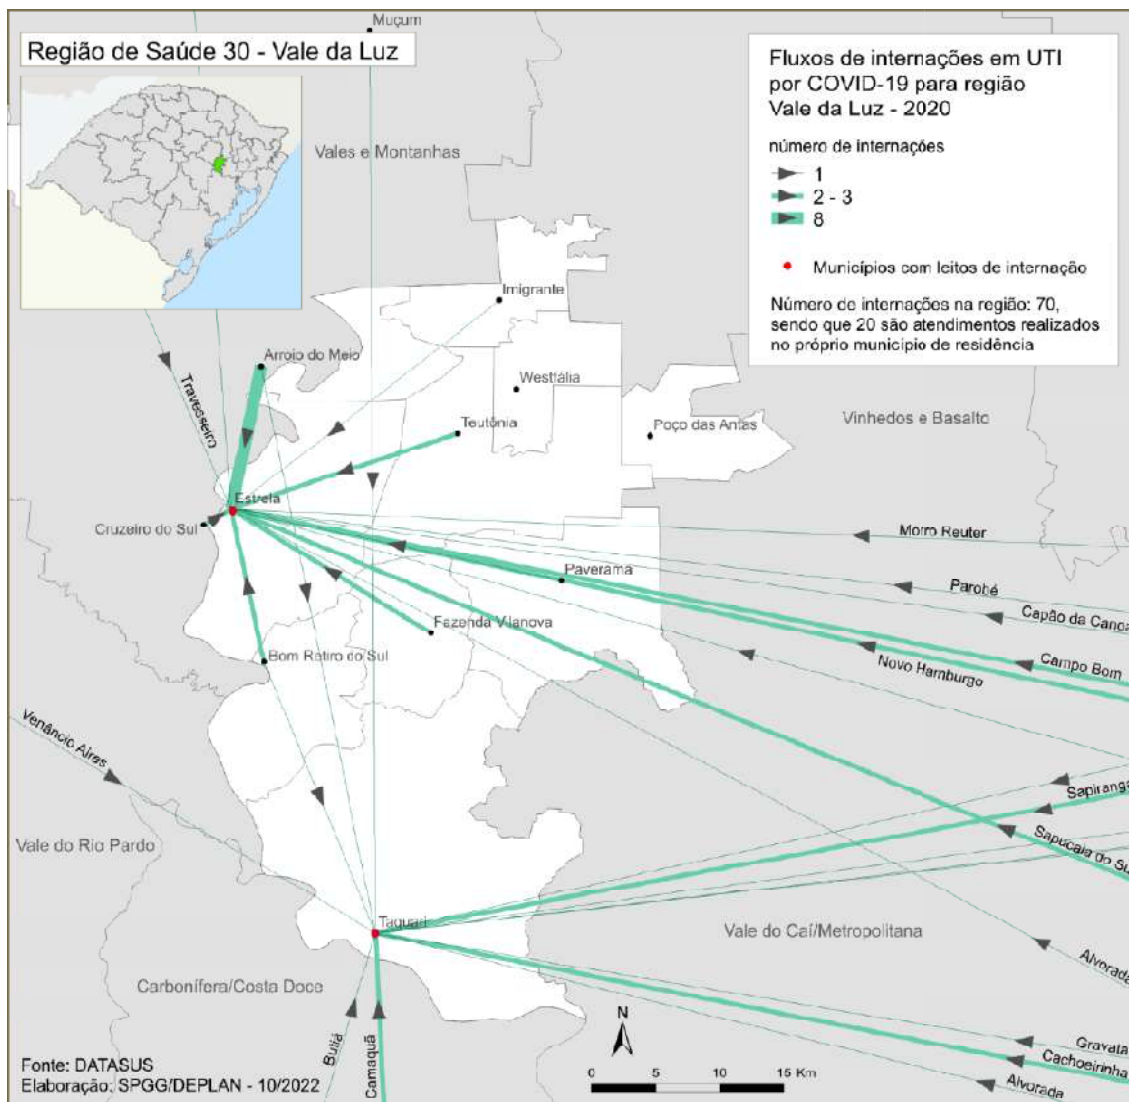 Muçum
Região de Saúde 30 - Vale da Luz
Fluxos de internações em UTI
por COVID-19 para região
Vale da Luz - 2020
número de internações
1
2 - 3
8
Municípios com leitos de internação
Número de internações na região: 70,
sendo que 20 são atendimentos realizados
no próprio município de residência
Vales e Montanhas
Imigrante
Arroio do Meio
Travesseiro
Westfália
Teutônia
Poço das Antas
Vinhedos e Basalto
Estrela
Cruzeiro do Sul
Morro Reuter
Paverama
Parobé
Capão da Canoa
Fazenda Vilanova
Bom Retiro do Sul
Campo Bom
Novo Hamburgo
Venâncio Aires
Sapiranga
Sapucaia do Su
Vale do Rio Pardo
Taquari
Vale do Caí/Metropolitana
Alvorada
Carbonífera/Costa Doce
Butiá
Camaquã
N
Gravata
Cachoeirinha
Alvorada
Fonte: DATASUS
Elaboração: SPGG/DEPLAN - 10/2022
0 5 10 15 Km